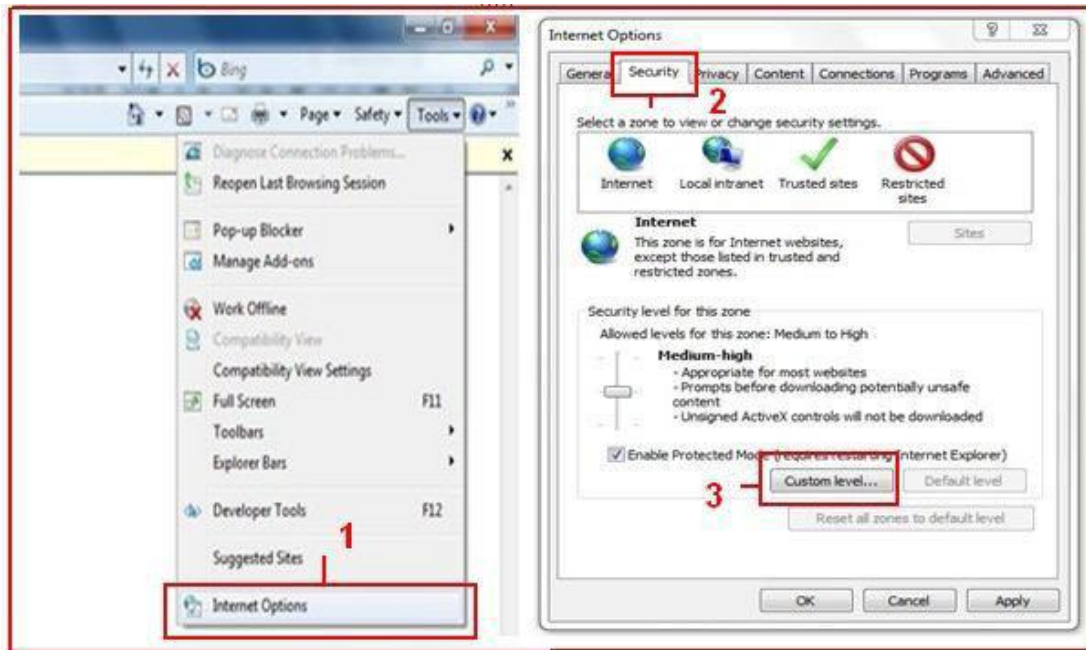 Bing
Page Safety Tools
Diagnose Connection Problems...
Reopen Last Browsing Session
Pop-up Blocker
Manage Add-ons
Work Offline
Compatibility View
Compatibility View Settings
Full Screen F11
Toolbars
Explorer Bars
Developer Tools F12
1
Suggested Sites
Internet Options
Internet Options
General Security Privacy Content Connections Programs Advanced
2
Select a zone to view or change security settings.
Internet Local intranet Trusted sites Restricted
sites
Internet
Sites
This zone is for Internet websites,
except those listed in trusted and
restricted zones.
Security level for this zone
Allowed levels for this zone: Medium to High
Medium-high
- Appropriate for most websites
- Prompts before downloading potentially unsafe
content
- Unsigned ActiveX controls will not be downloaded
Enable Protected Mode (requires restarting Internet Explorer)
3
Custom level... Default level
Reset all zones to default level
OK Cancel Apply